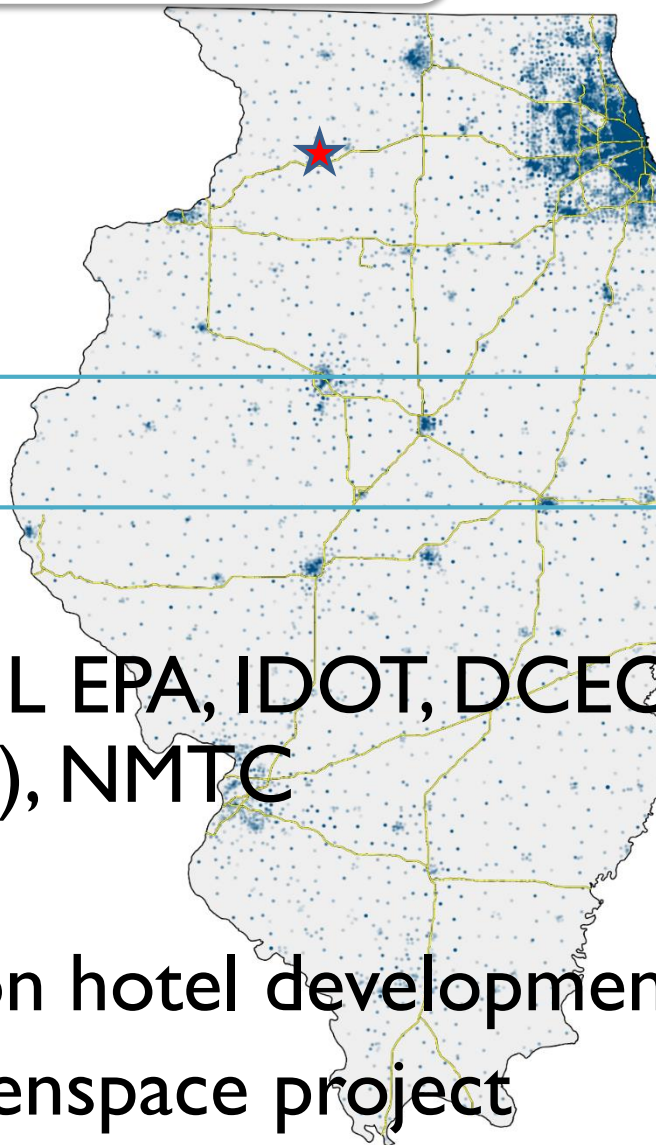 L EPA, IDOT, DCEO
), NMTC
on hotel developmen
enspace project